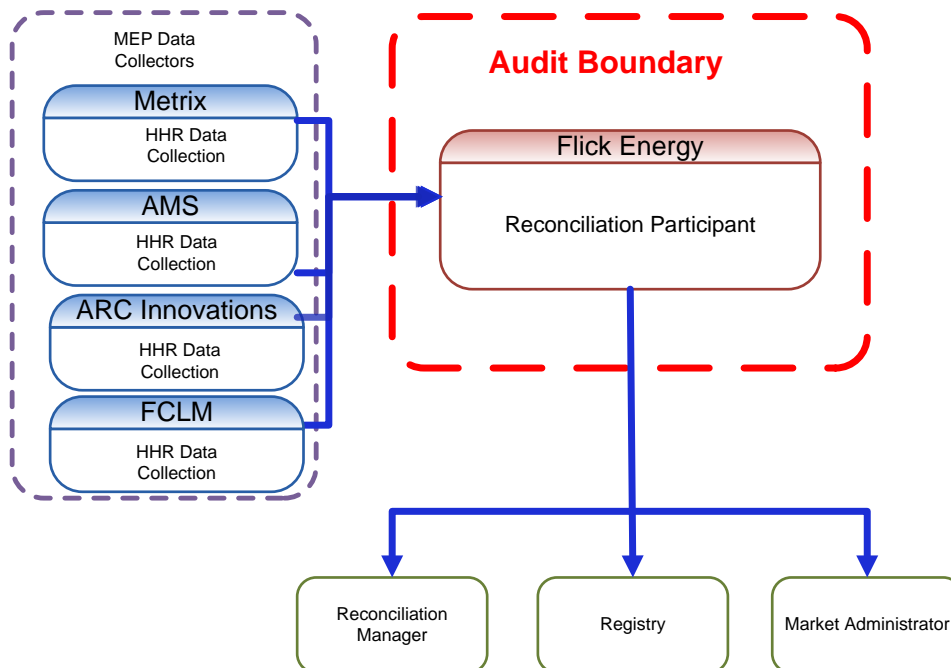 MEP Data
Collectors
Metrix
HHR Data
Collection
AMS
HHR Data
Collection
ARC Innovations
HHR Data
Collection
FCLM
HHR Data
Collection
Audit Boundary
Flick Energy
Reconciliation Participant
Reconciliation
Manager
Registry
Market Administrator